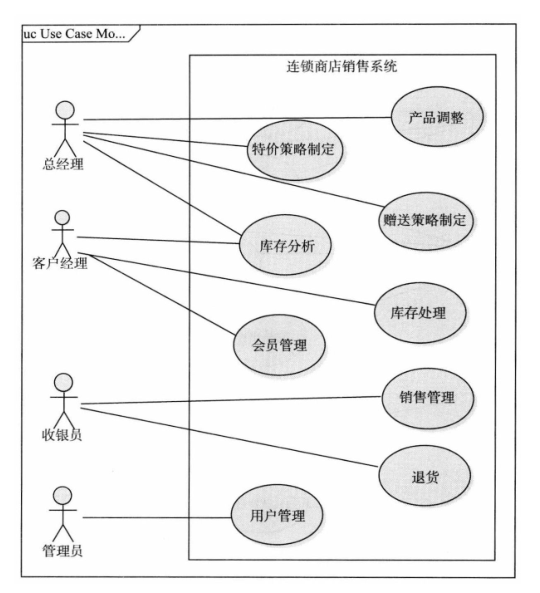 uc Use Case Mo...
连锁商店销售系统
产品调整
特价策略制定
总经理
赠送策略制定
库存分析
客户经理
库存处理
会员管理
销售管理
收银员
退货
用户管理
管理员